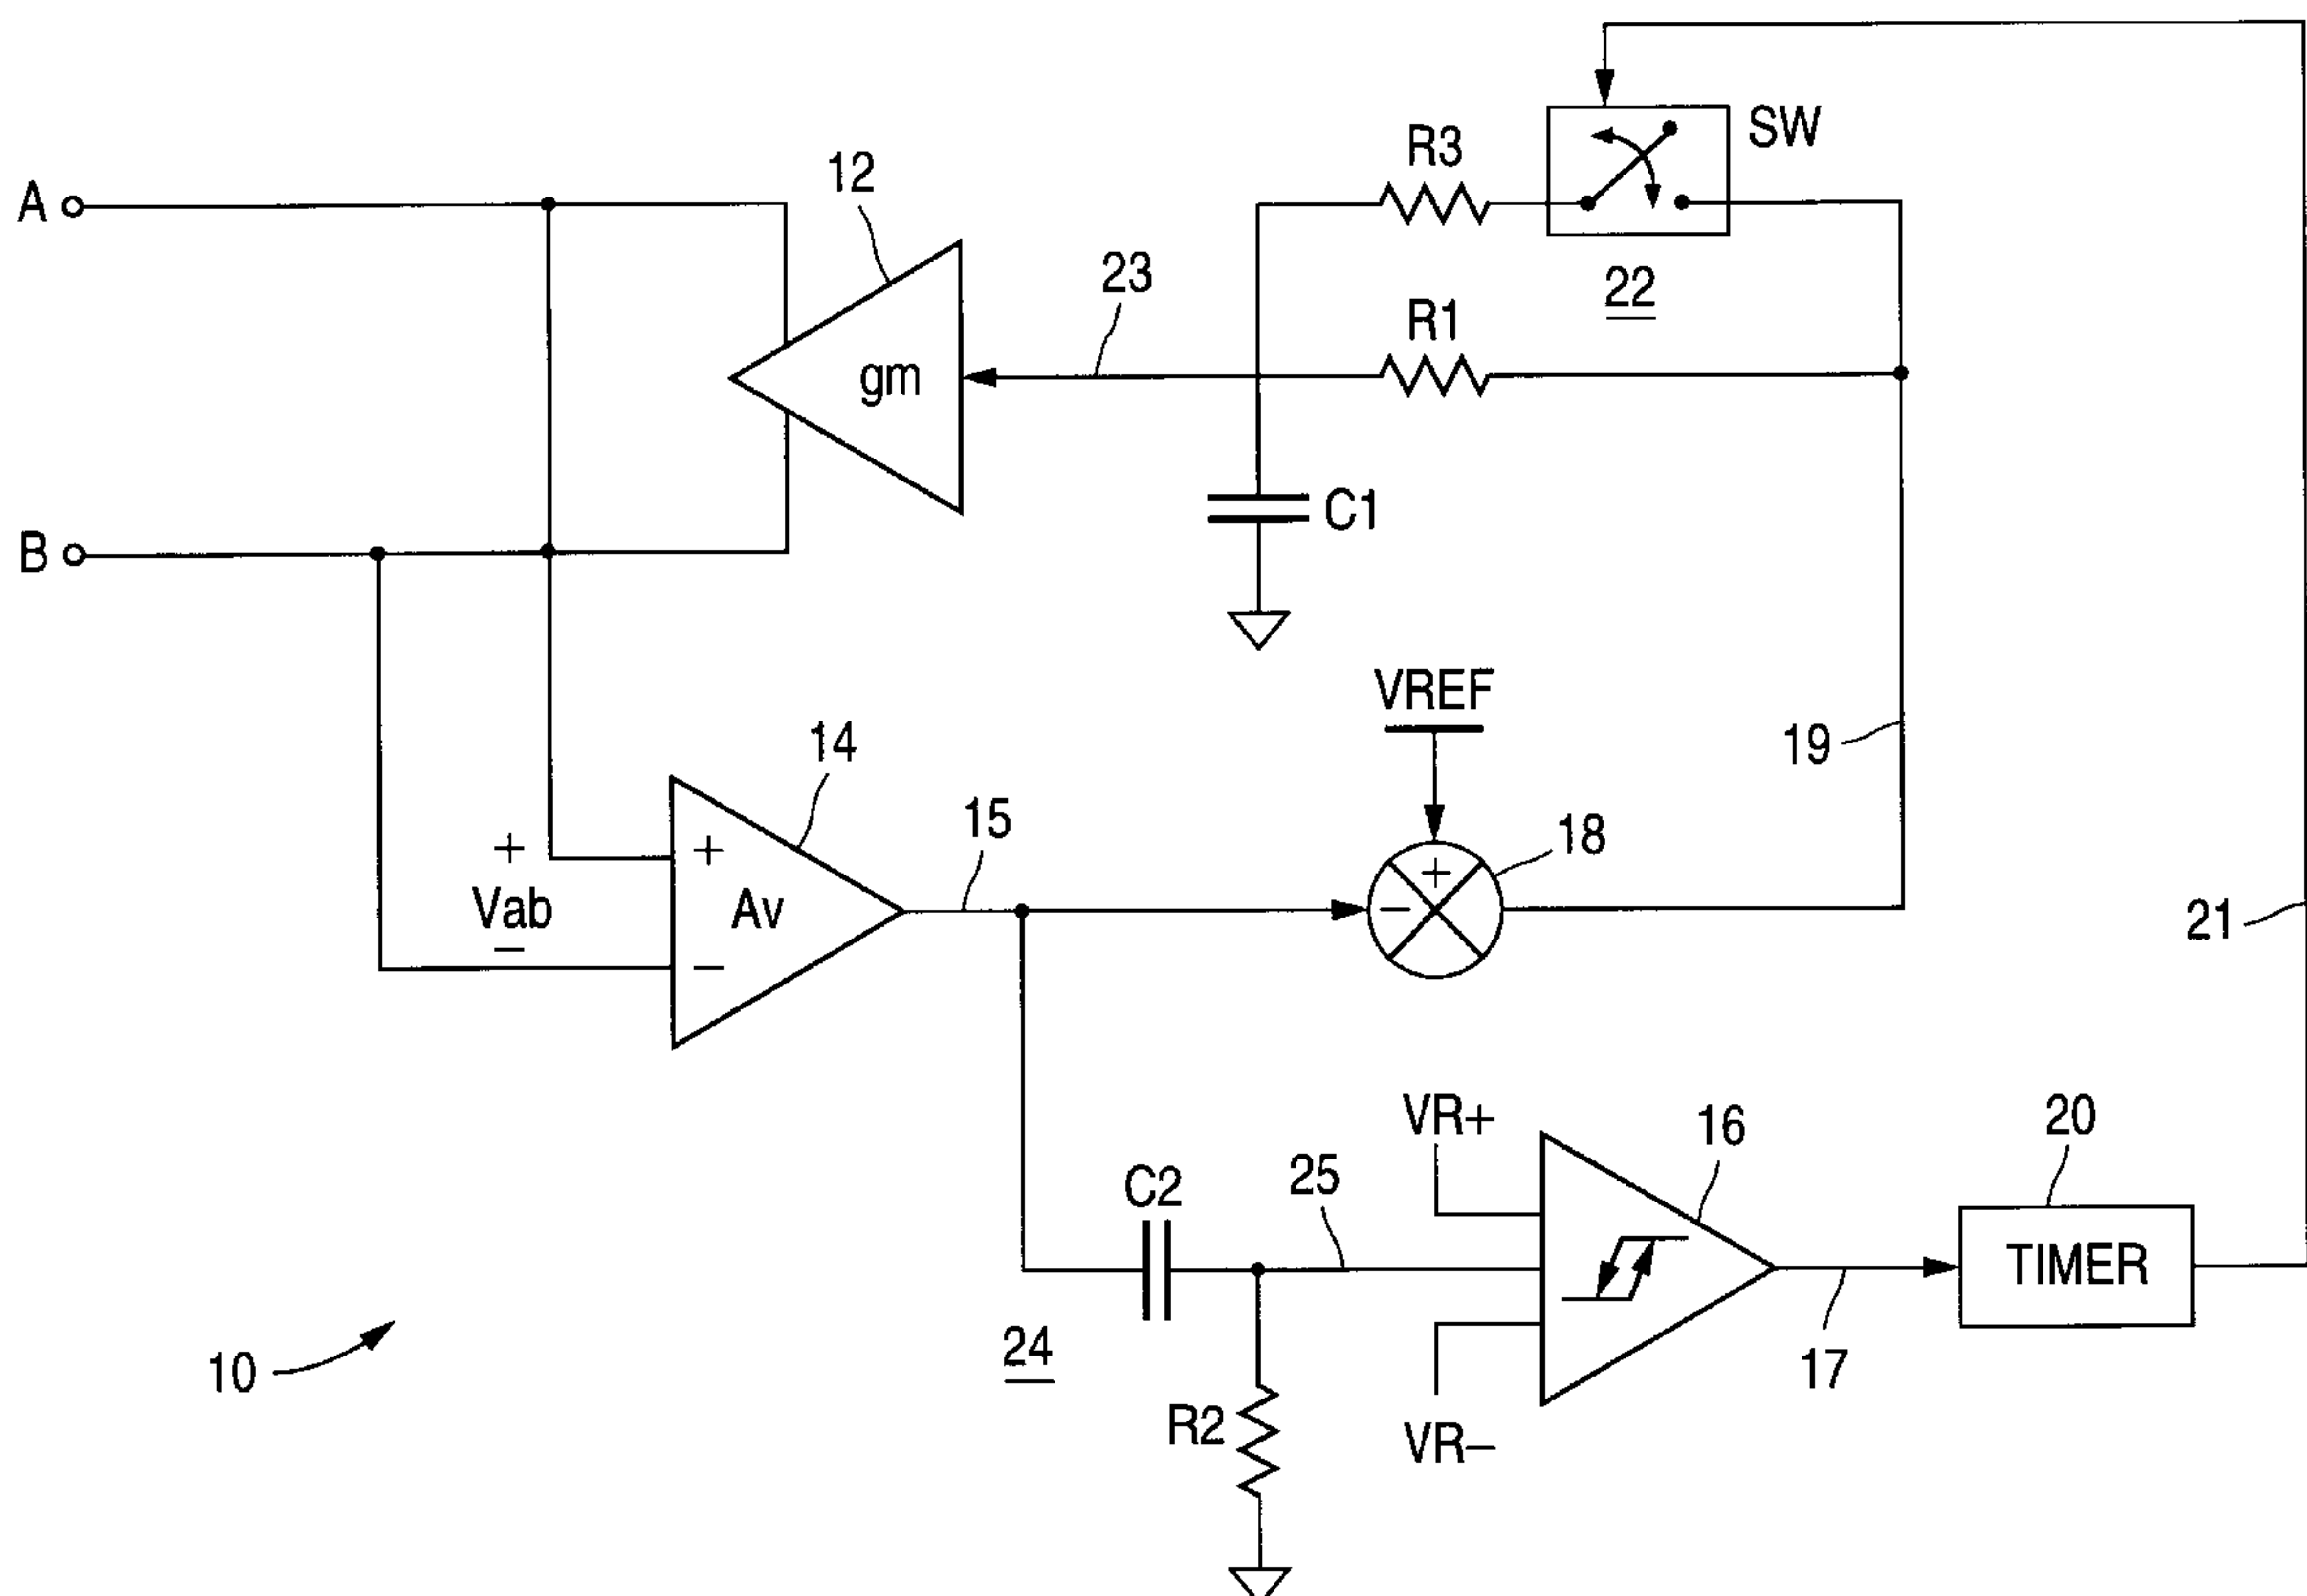 SW
R3
12
A
23
22
R1
gm
C1
B
VREF
14
19
15
18
+
+
+
Vab
Av
−
21
−
−
VR+
16
20
C2
25
TIMER
10
24
17
R2
VR−